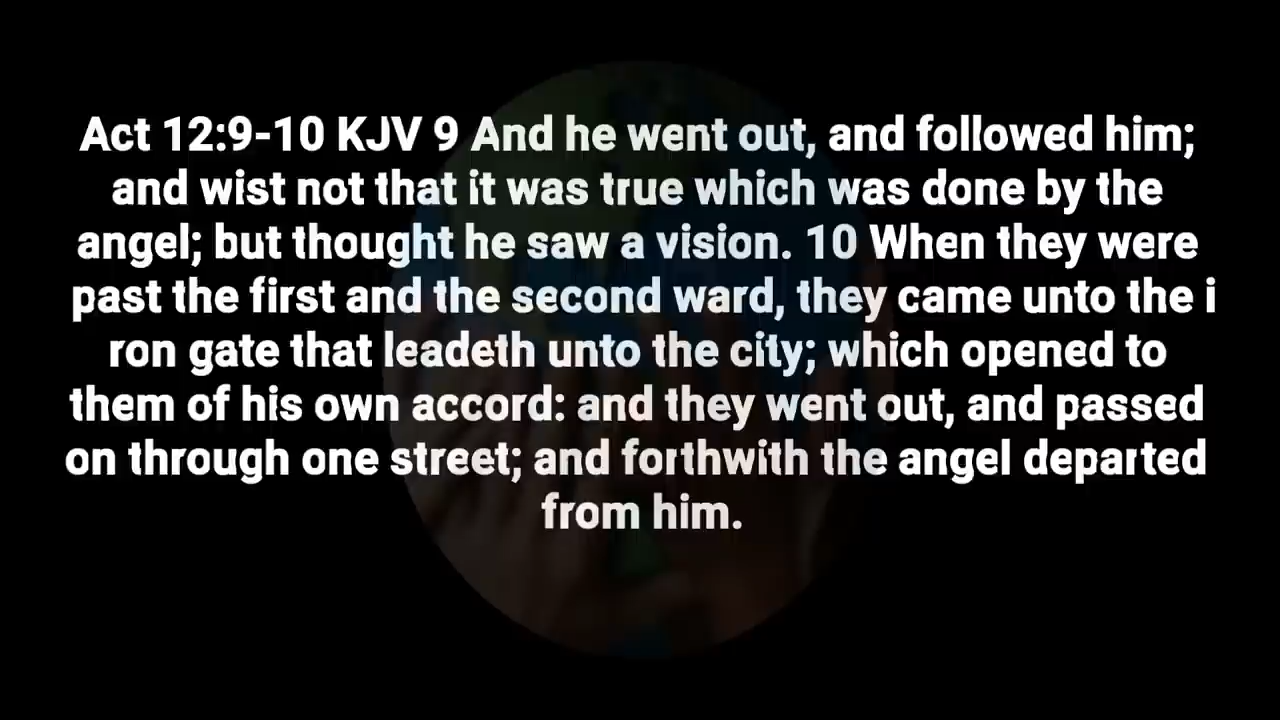 Act 12:9-10 KJV 9 And he went out, and followed him;
and wist not that it was true which was done by the
angel; but thought he saw a vision. 10 When they were
past the first and the second ward, they came unto the i
ron gate that leadeth unto the city; which opened to
them of his own accord: and they went out, and passed
on through one street; and forthwith the angel departed
from him.